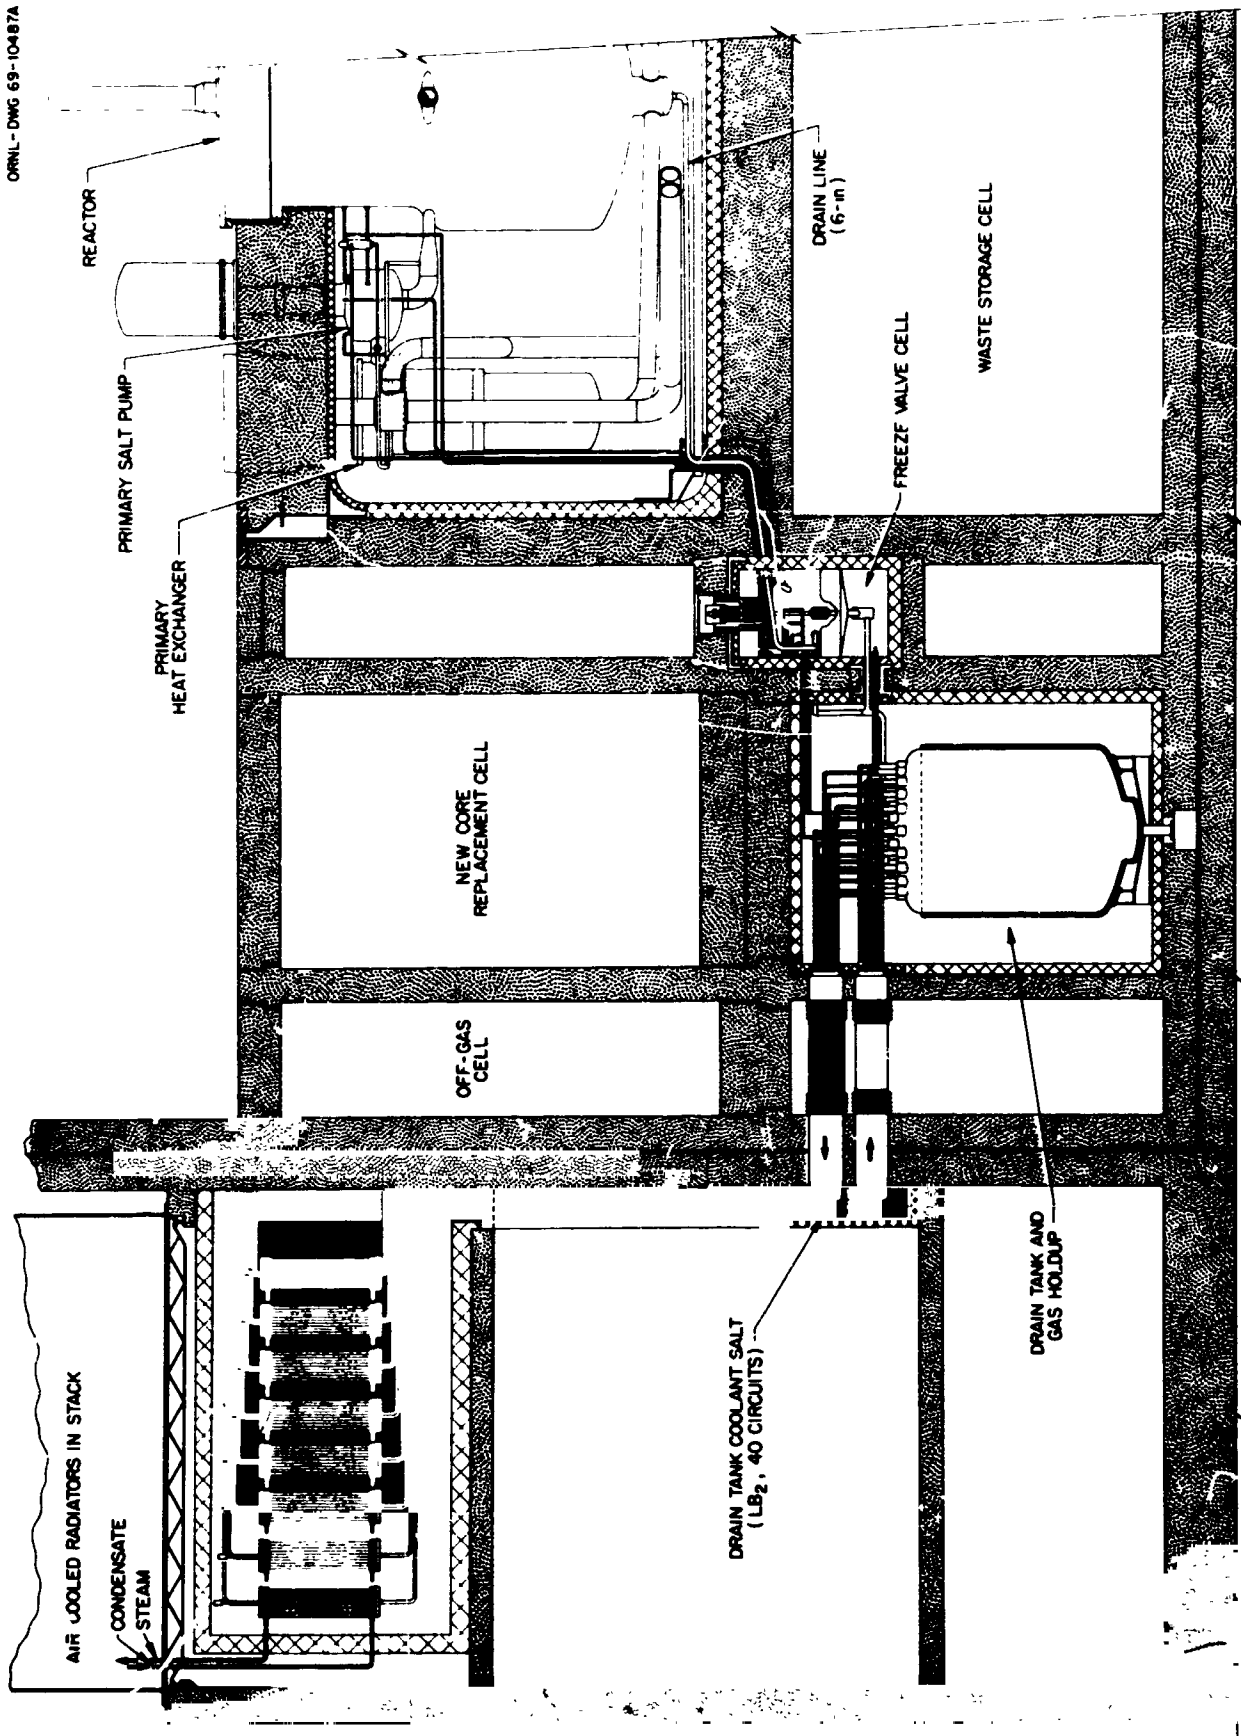 ORNL-DWG 69-10487A
REACTOR
PRIMARY SALT PUMP
PRIMARY
HEAT EXCHANGER
DRAIN LINE
(6-in)
WASTE STORAGE CELL
FREEZE VALVE CELL
NEW CORE
REPLACEMENT CELL
OFF-GAS
CELL
AIR COOLED RADIATORS IN STACK
CONDENSATE
STEAM
DRAIN TANK COOLANT SALT
(LB2, 40 CIRCUITS)
DRAIN TANK AND
GAS HOLDUP